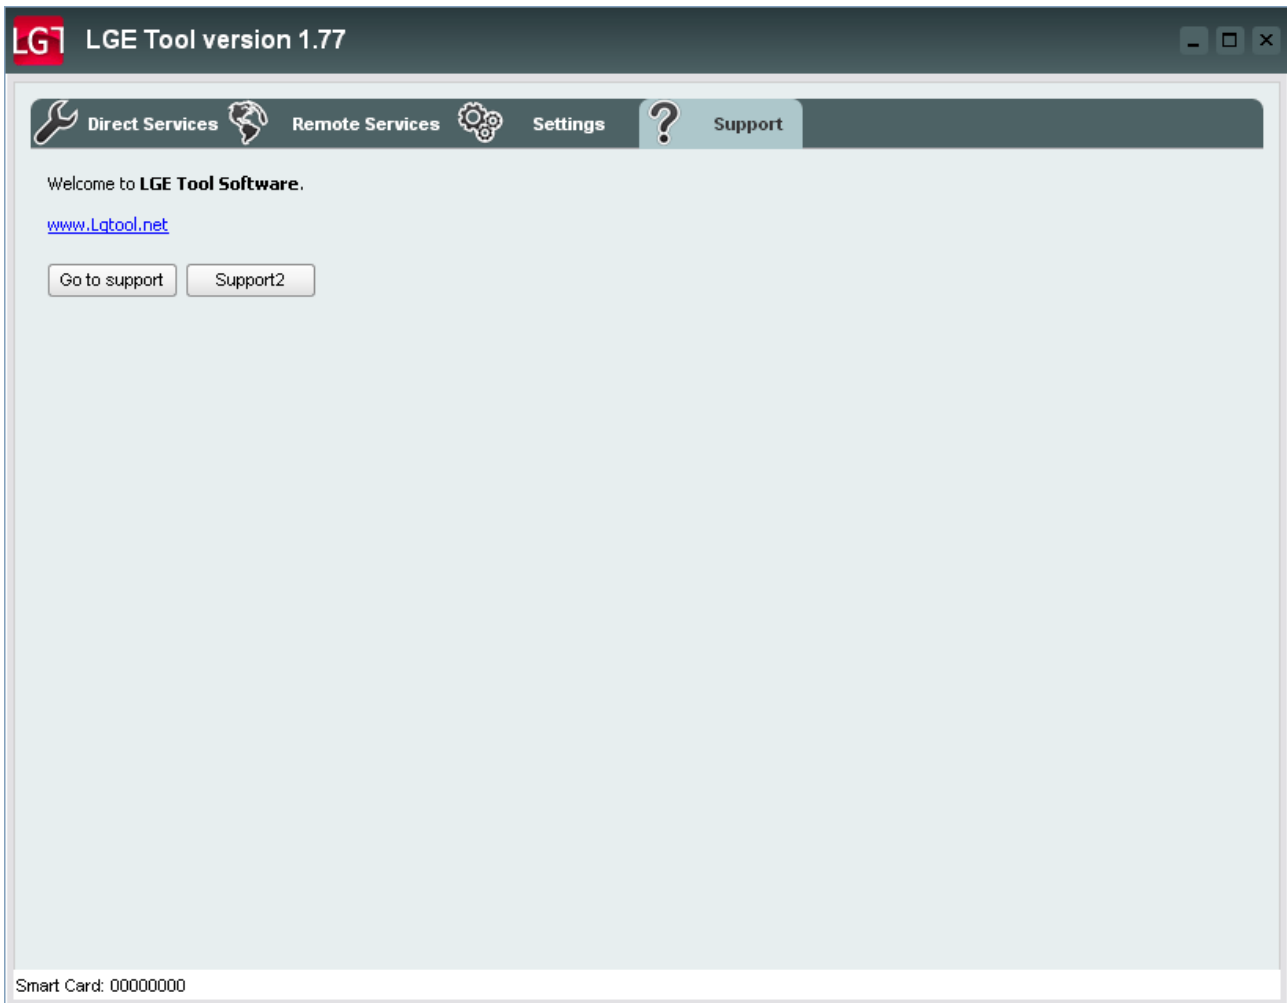 LGT LGE Tool version 1.77
Direct Services Remote Services Settings Support
Welcome to LGE Tool Software.
www.Lgtool.net
Go to support Support2
Smart Card: 00000000